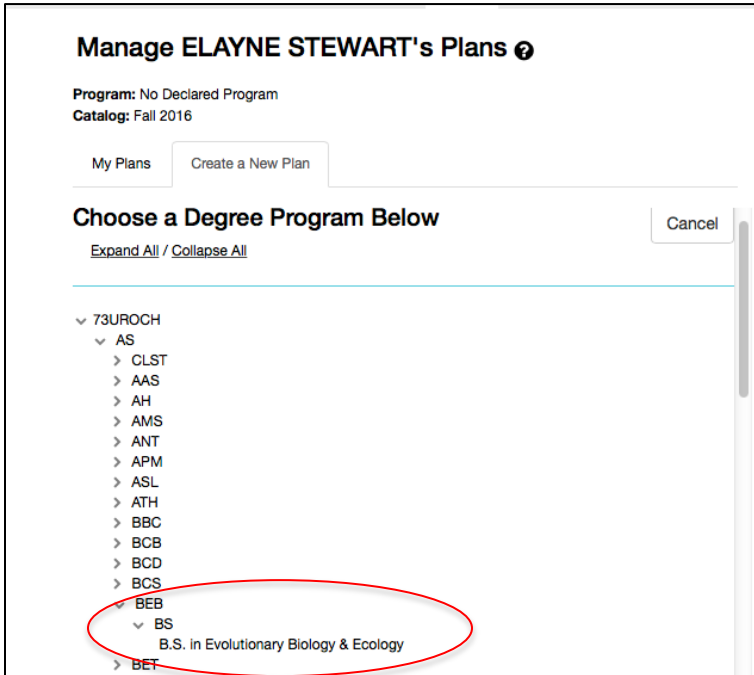 Manage ELAYNE STEWART's Plans ?
Program: No Declared Program
Catalog: Fall 2016
My Plans Create a New Plan
Choose a Degree Program Below Cancel
Expand All / Collapse All
73UROCH
AS
CLST
AAS
AH
AMS
ANT
APM
ASL
ATH
BBC
BCB
BCD
BCS
BEB
BS
B.S. in Evolutionary Biology & Ecology
BET